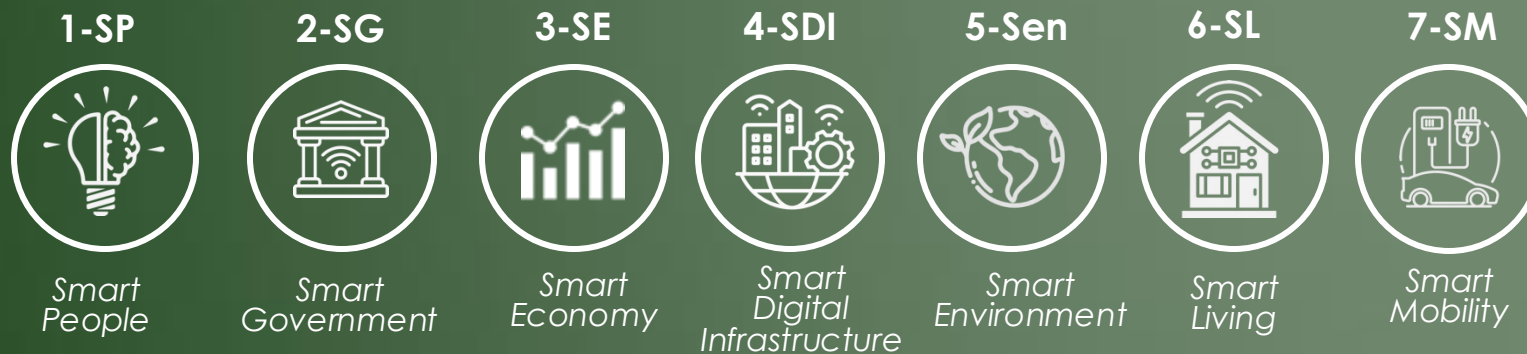 1-SP
2-SG
3-SE
4-SDI
5-Sen
6-SL
7-SM
Smart
People
Smart
Government
Smart
Economy
Smart
Digital
Infrastructure
Smart
Environment
Smart
Living
Smart
Mobility